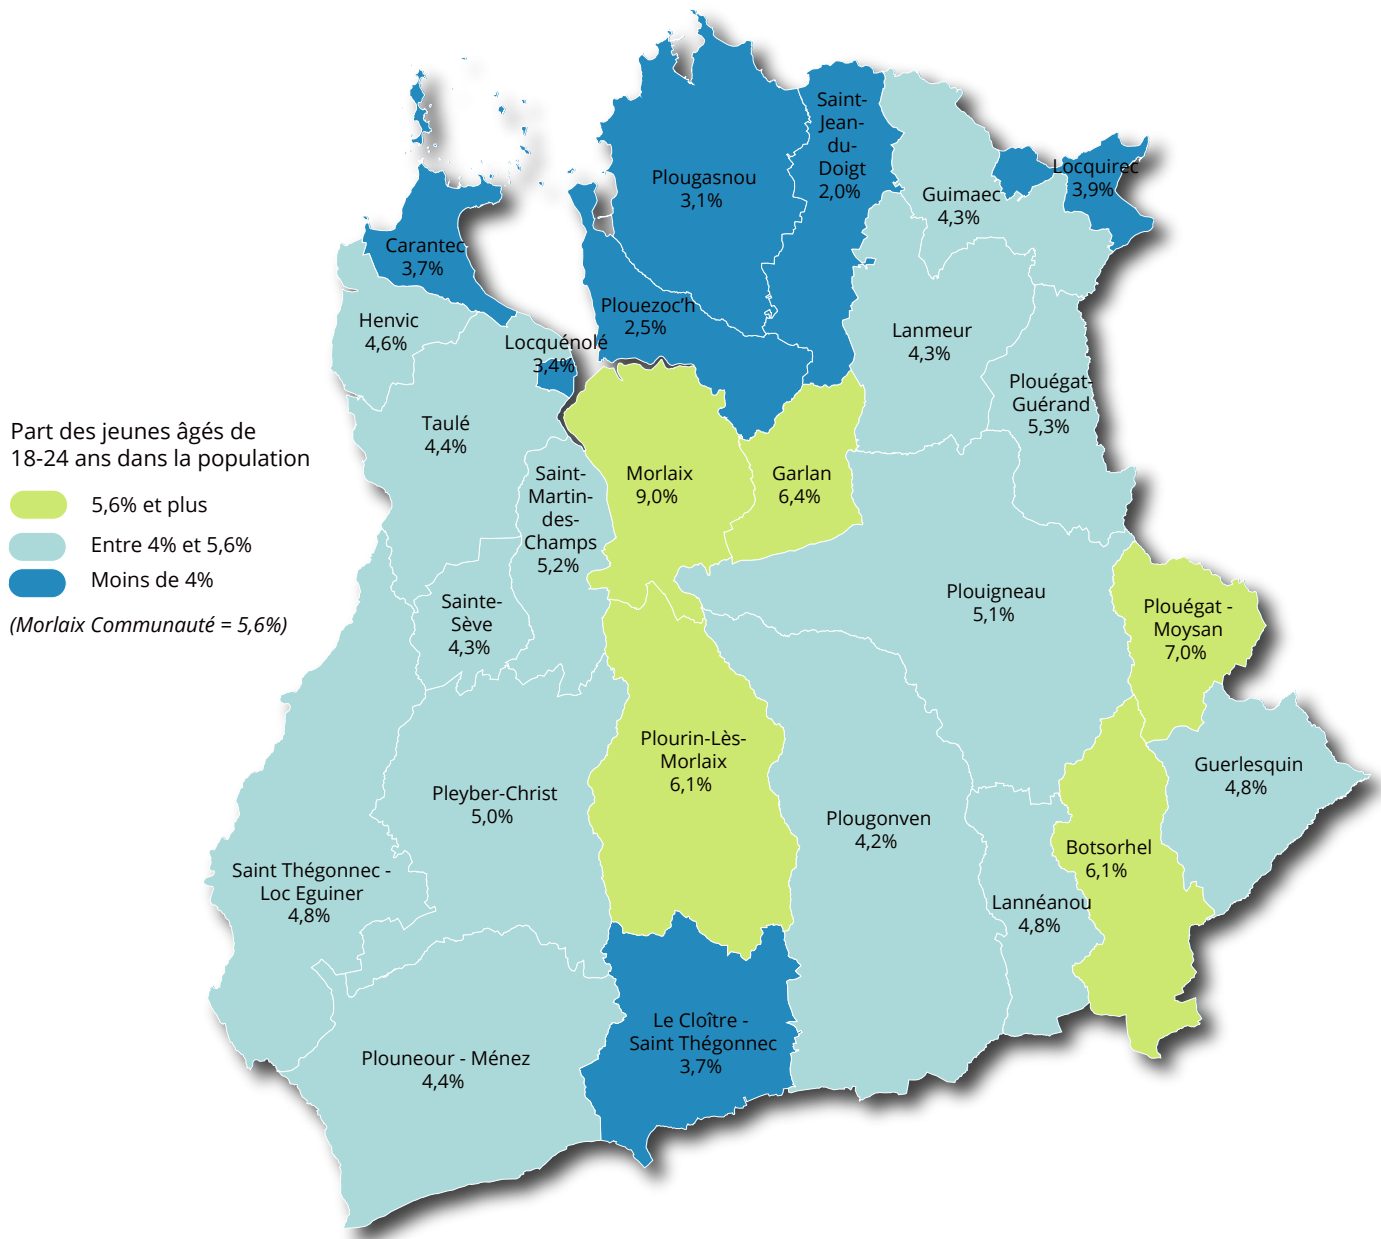 Saint-
Jean-
du-
Doigt
2,0%
Plougasnou
3,1%
Locquirec
3,9%
Guimaec
4,3%
Carantec
3,7%
Plouezoc'h
2,5%
Henvic
4,6%
Lanmeur
4,3%
Locquénolé
3,4%
Plouégat-
Guérand
5,3%
Taulé
4,4%
Part des jeunes âgés de
18-24 ans dans la population
5,6% et plus
Entre 4% et 5,6%
Moins de 4%
(Morlaix Communauté = 5,6%)
Saint-
Martin-
des-
Champs
5,2%
Morlaix
9,0%
Garlan
6,4%
Sainte-
Sève
4,3%
Plouigneau
5,1%
Plouégat -
Moysan
7,0%
Plourin-Lès-
Morlaix
6,1%
Guerlesquin
4,8%
Pleyber-Christ
5,0%
Plougonven
4,2%
Botsorhel
6,1%
Saint Thégonnec -
Loc Eguiner
4,8%
Lannéanou
4,8%
Le Cloître -
Saint Thégonnec
3,7%
Plouneour - Ménez
4,4%